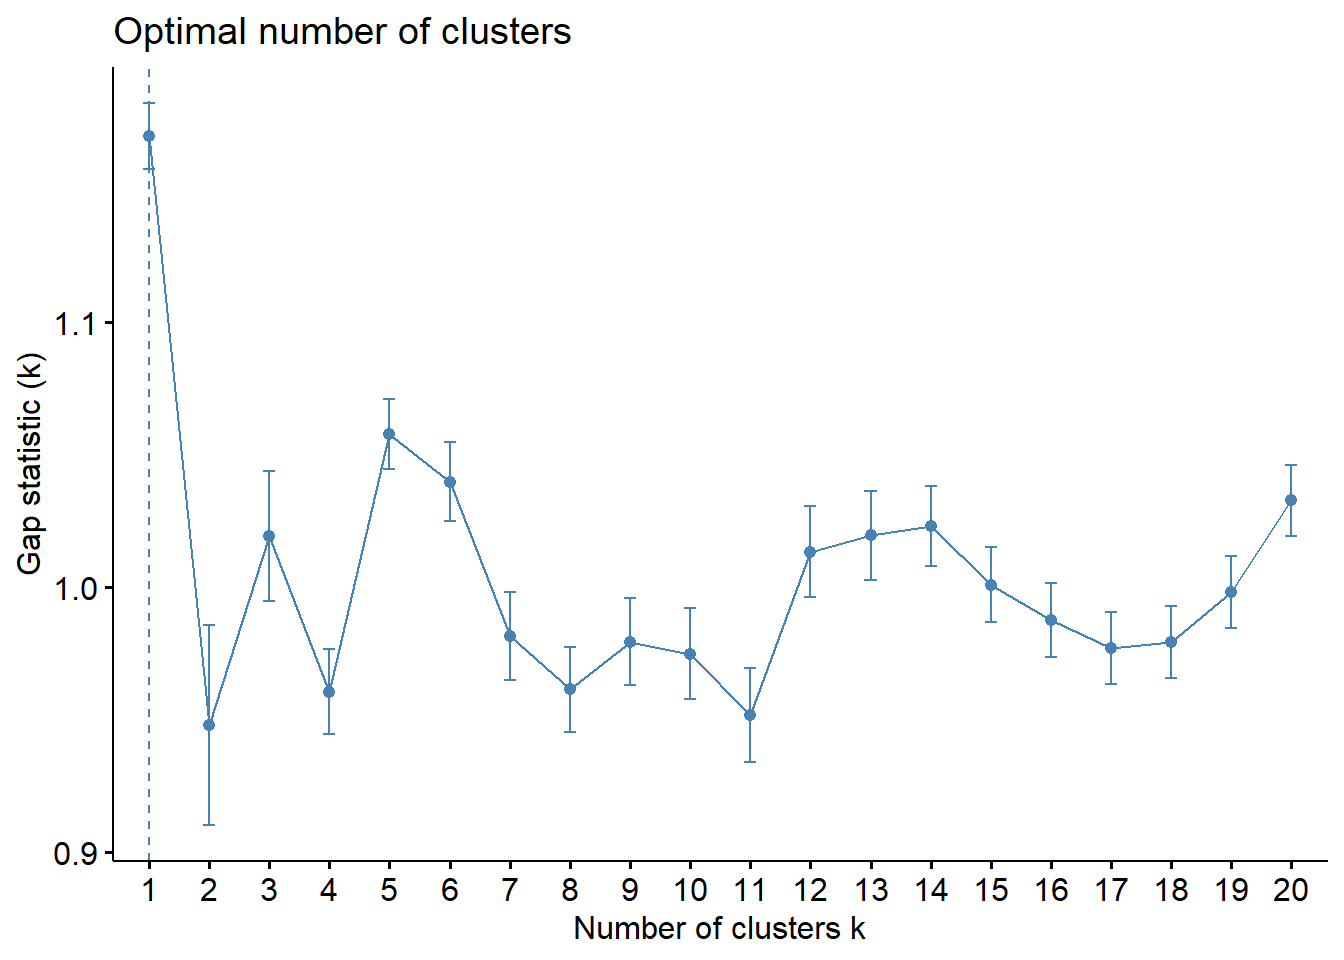 Optimal number of clusters
Gap statistic (k)
1.1
1.0
0.9
1 2 3 4 5 6 7 8 9 10 11 12 13 14 15 16 17 18 19 20
Number of clusters k